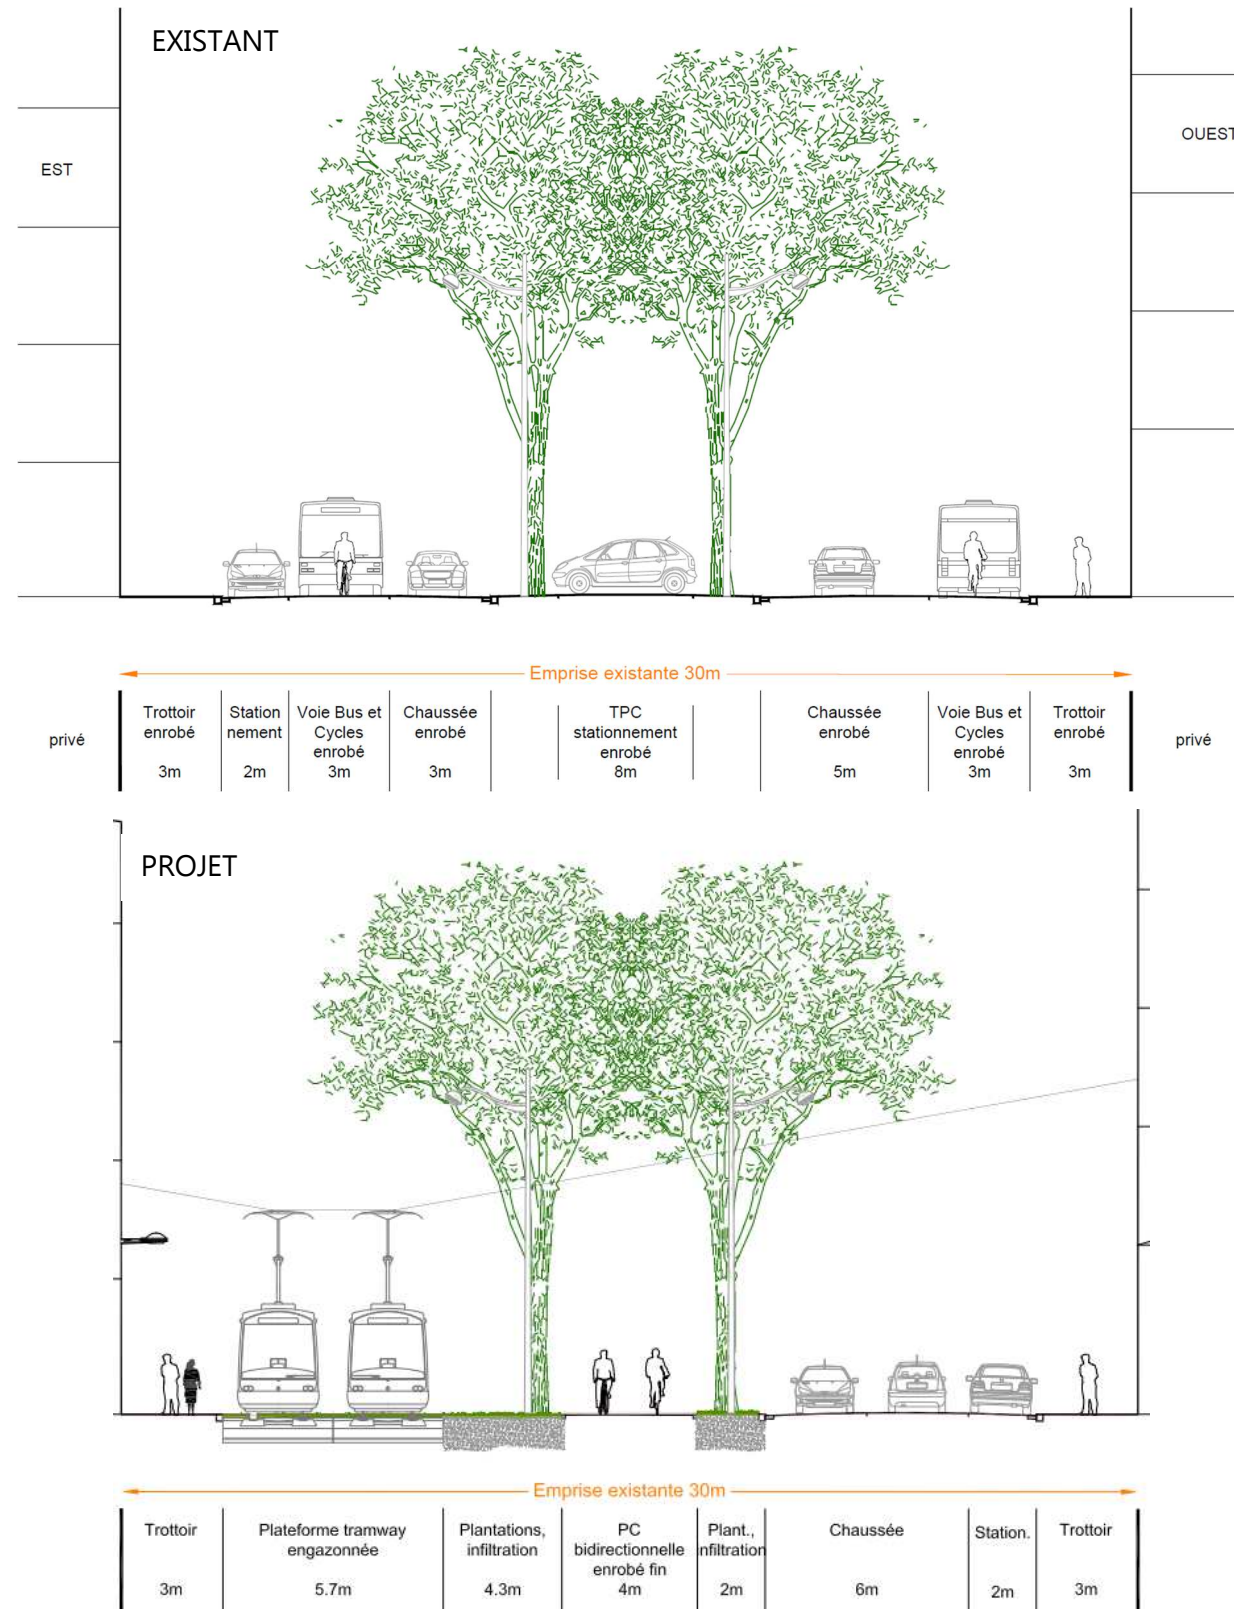 EXISTANT
EST
OUEST
Emprise existante 30m
privé
Trottoir
enrobé
3m
Station
nement
2m
Voie Bus et
Cycles
enrobé
3m
Chaussée
enrobé
3m
TPC
stationnement
enrobé
8m
Chaussée
enrobé
5m
Voie Bus et
Cycles
enrobé
3m
Trottoir
enrobé
3m
privé
PROJET
Emprise existante 30m
Trottoir
3m
Plateforme tramway
engazonnée
5.7m
Plantations,
infiltration
4.3m
PC
bidirectionnelle
enrobé fin
4m
Plant.,
infiltration
2m
Chaussée
6m
Station.
2m
Trottoir
3m